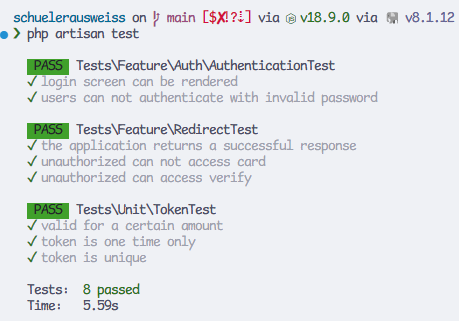 schuelerausweiss on main [$✘!?⇣] via v18.9.0 via v8.1.12
❯ php artisan test
PASS Tests\Feature\Auth\AuthenticationTest
✓ login screen can be rendered
✓ users can not authenticate with invalid password
PASS Tests\Feature\RedirectTest
✓ the application returns a successful response
✓ unauthorized can not access card
✓ unauthorized can access verify
PASS Tests\Unit\TokenTest
✓ valid for a certain amount
✓ token is one time only
✓ token is unique
Tests: 8 passed
Time: 5.59s